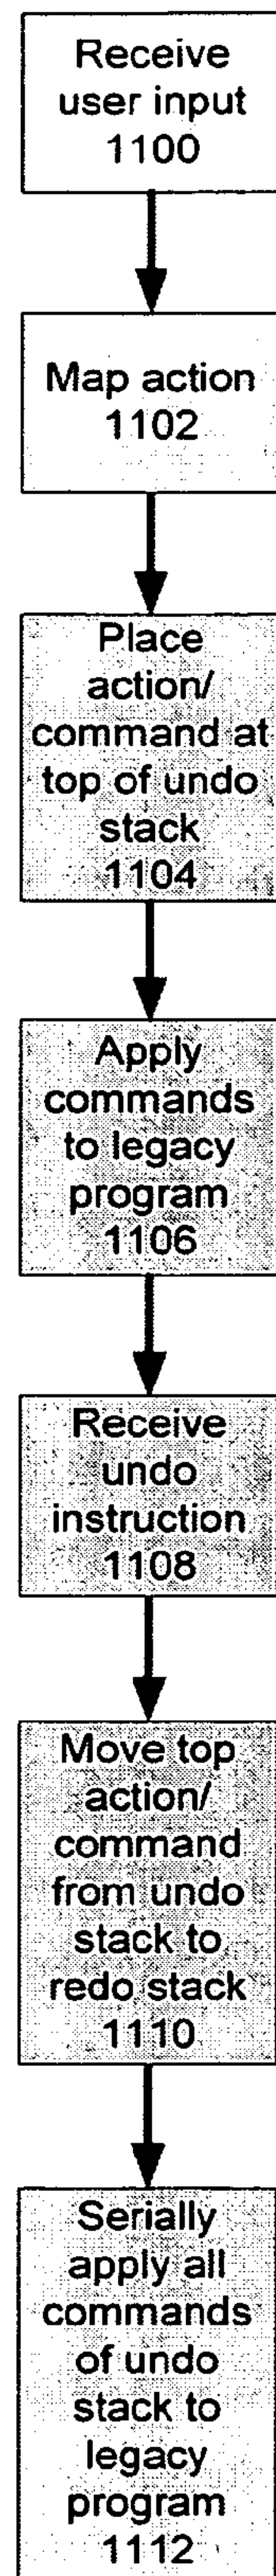 Receive
user input
1100
Map action
1102
Place
action/
command at
top of undo
stack
1104
Apply
commands
to legacy
program
1106
Receive
undo
instruction
1108
Move top
action/
command
from undo
stack to
redo stack
1110
Serially
apply all
commands
of undo
stack to
legacy
program
1112